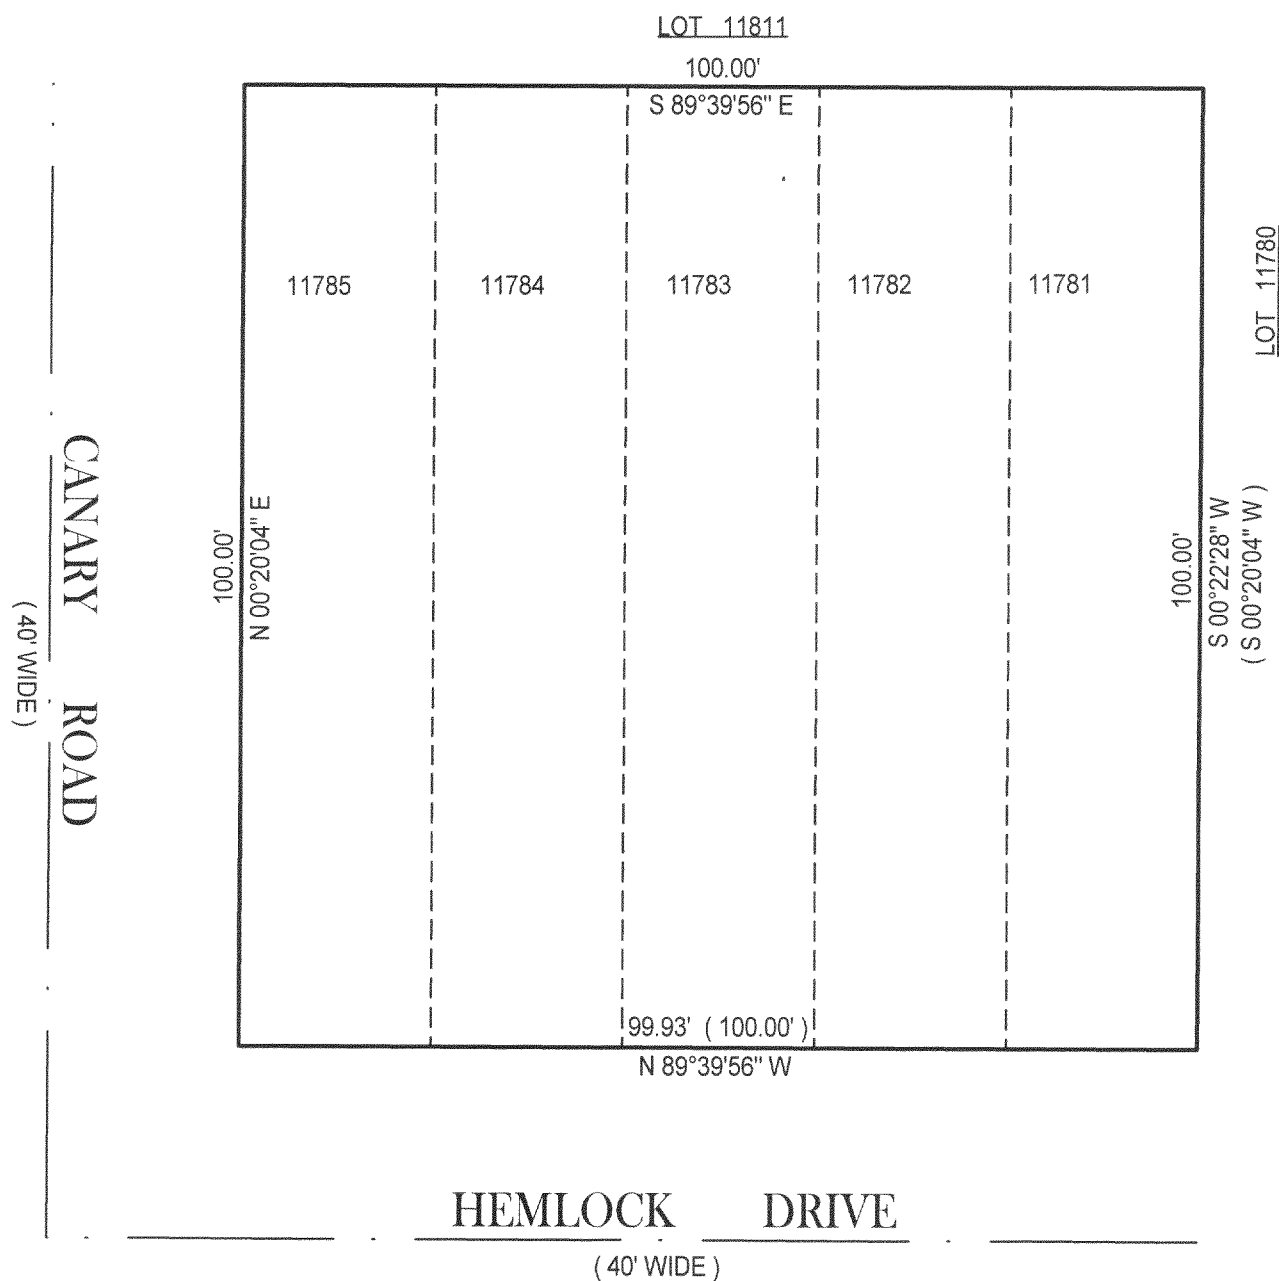 LOT 11811
100.00'
S 89°39'56" E
11785
11784
11783
11782
11781
LOT 11780
CANARY ROAD
( 40' WIDE )
100.00'
N 00°20'04" E
100.00'
S 00°22'28" W
( S 00°20'04" W )
99.93' ( 100.00' )
N 89°39'56" W
HEMLOCK DRIVE
( 40' WIDE )